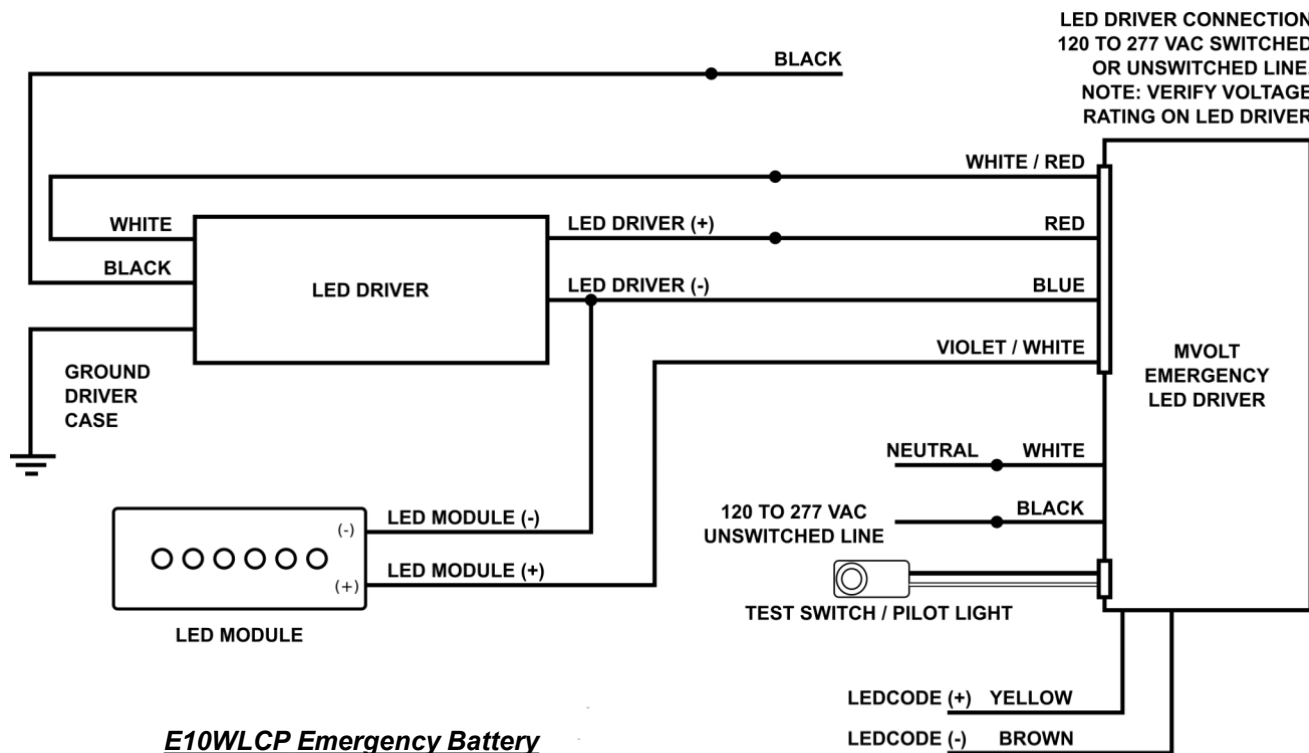 LED DRIVER CONNECTION
120 TO 277 VAC SWITCHED
OR UNSWITCHED LINE.
NOTE: VERIFY VOLTAGE
RATING ON LED DRIVER
BLACK
WHITE / RED
WHITE
LED DRIVER (+)
RED
BLACK
LED DRIVER
LED DRIVER (-)
BLUE
VIOLET / WHITE
MVOLT
EMERGENCY
LED DRIVER
GROUND
DRIVER
CASE
NEUTRAL
WHITE
120 TO 277 VAC
UNSWITCHED LINE
BLACK
(-)
LED MODULE (-)
(+)
LED MODULE (+)
TEST SWITCH / PILOT LIGHT
LED MODULE
LEDCODE (+) YELLOW
LEDCODE (-) BROWN
E10WLCP Emergency Battery